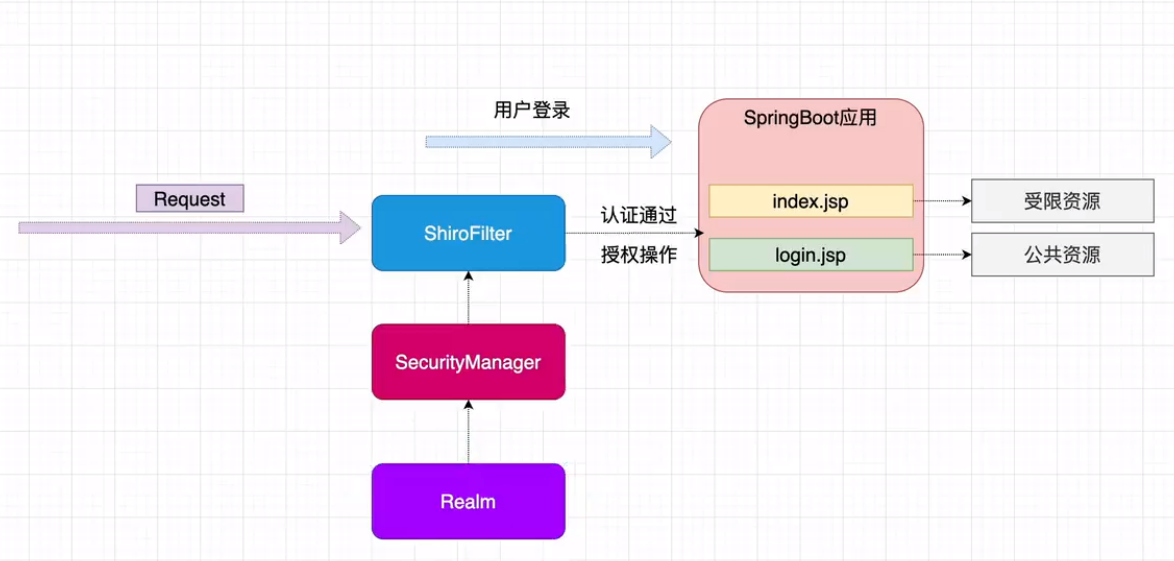 用户登录
SpringBoot应用
Request
index.jsp
受限资源
ShiroFilter
认证通过
授权操作
login.jsp
公共资源
SecurityManager
Realm